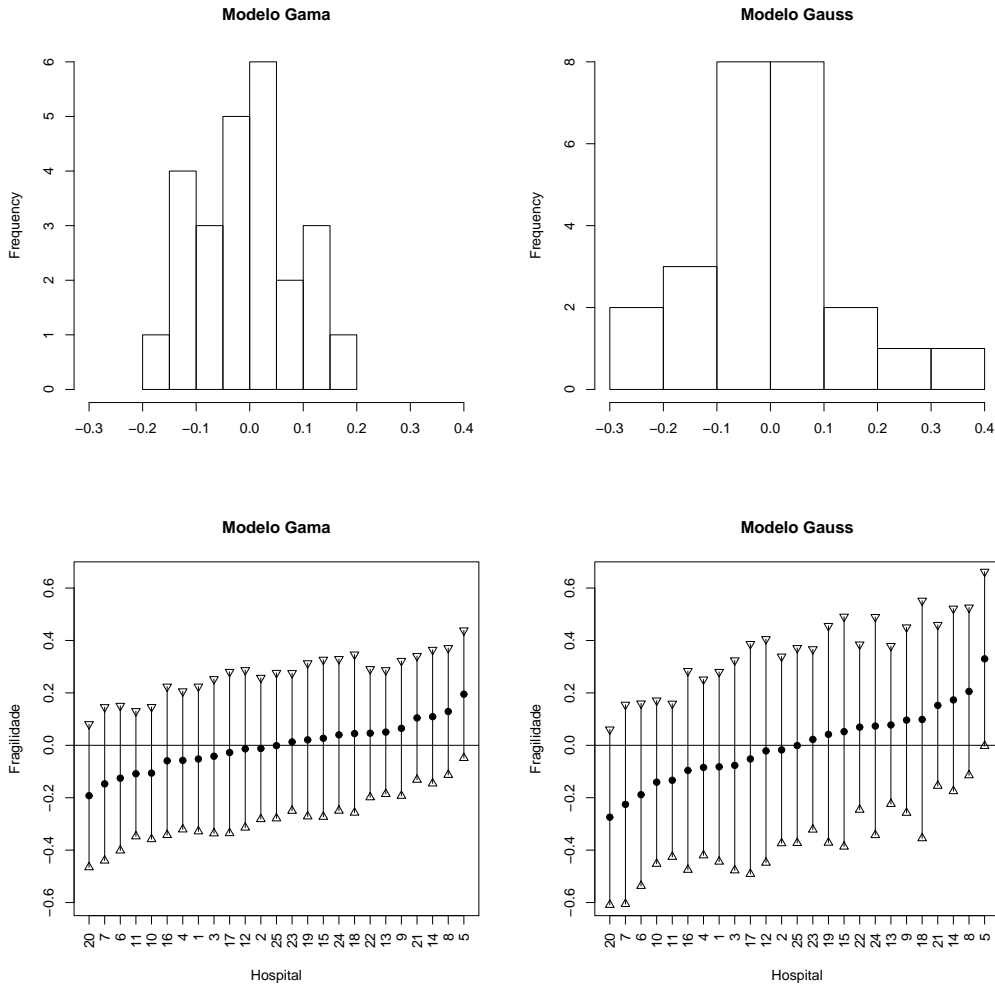 Modelo Gama
Frequency
0 1 2 3 4 5 6
−0.3 −0.2 −0.1 0.0 0.1 0.2 0.3 0.4
Modelo Gauss
Frequency
0 2 4 6 8
−0.3 −0.2 −0.1 0.0 0.1 0.2 0.3 0.4
Modelo Gama
Fragilidade
−0.6 −0.4 −0.2 0.0 0.2 0.4 0.6
20 7 6 11 10 16 4 1 3 17 12 2 25 23 19 15 24 18 22 13 9 21 14 8 5
Hospital
Modelo Gauss
Fragilidade
−0.6 −0.4 −0.2 0.0 0.2 0.4 0.6
20 7 6 10 11 16 4 1 3 17 12 2 25 23 19 15 22 24 13 9 18 21 14 8 5
Hospital